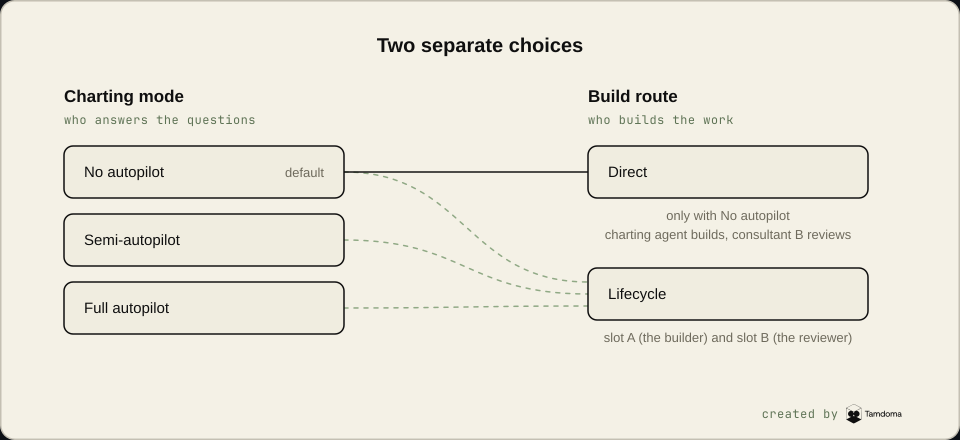 Two separate choices
Charting mode
who answers the questions
No autopilot
default
Semi-autopilot
Full autopilot
Build route
who builds the work
Direct
only with No autopilot
charting agent builds, consultant B reviews
Lifecycle
slot A (the builder) and slot B (the reviewer)
created by Tamdoma